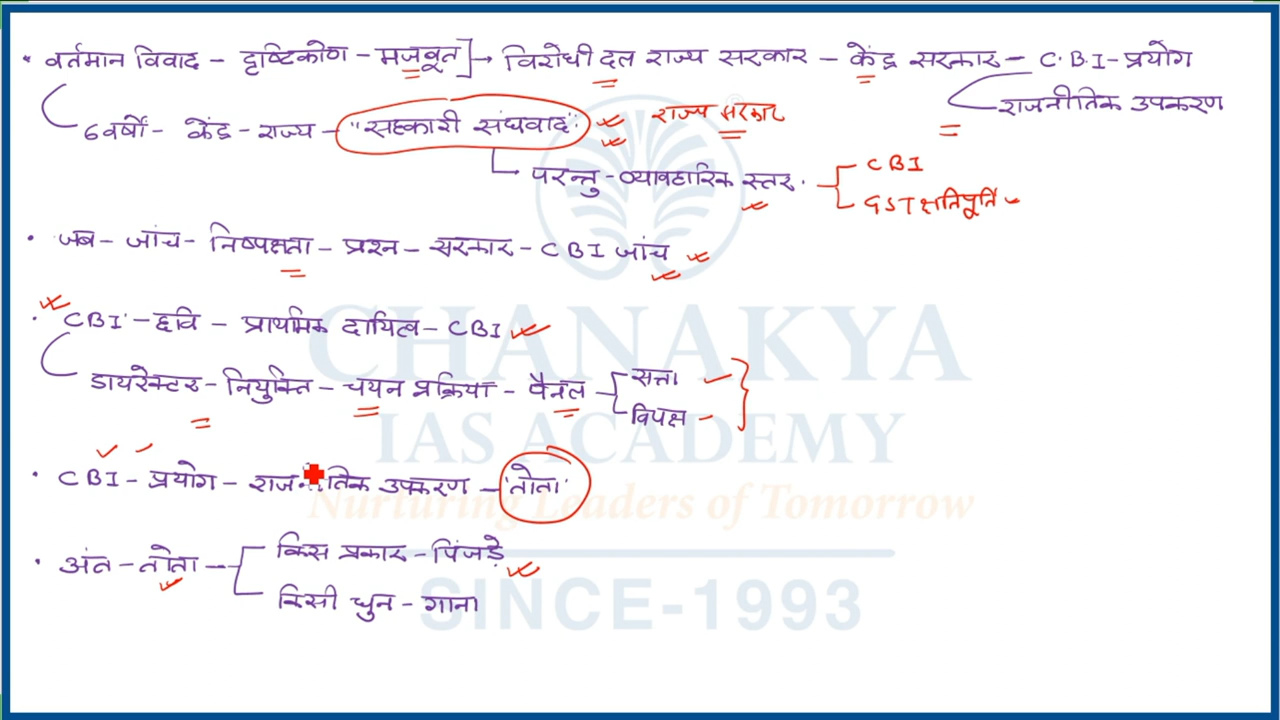 • वर्तमान विवाद - दृष्टिकोण - मजबूत] → विरोधी दल राज्य सरकार - केंद्र सरकार - C.B.I - प्रयोग
राजनीतिक उपकरण
6 वर्षों - केंद्र - राज्य - "सहकारी संघवाद" राज्य सरकार
परन्तु - व्यावहारिक स्तर.
CBI
GST क्षतिपूर्ति
• जब - जांच - निष्पक्षता - प्रश्न - सरकार - CBI जांच
• CBI - छवि - प्राथमिक दायित्व - CBI
डायरेक्टर - नियुक्ति - चयन प्रक्रिया - पैनल
सत्ता
विपक्ष
• CBI - प्रयोग - राजनीतिक उपकरण - 'तोता'
• अंत - तोता
किस प्रकार - पिंजड़े
किसी धुन - गाना
CHANAKYA
IAS ACADEMY
Nurturing Leaders of Tomorrow
SINCE-1993